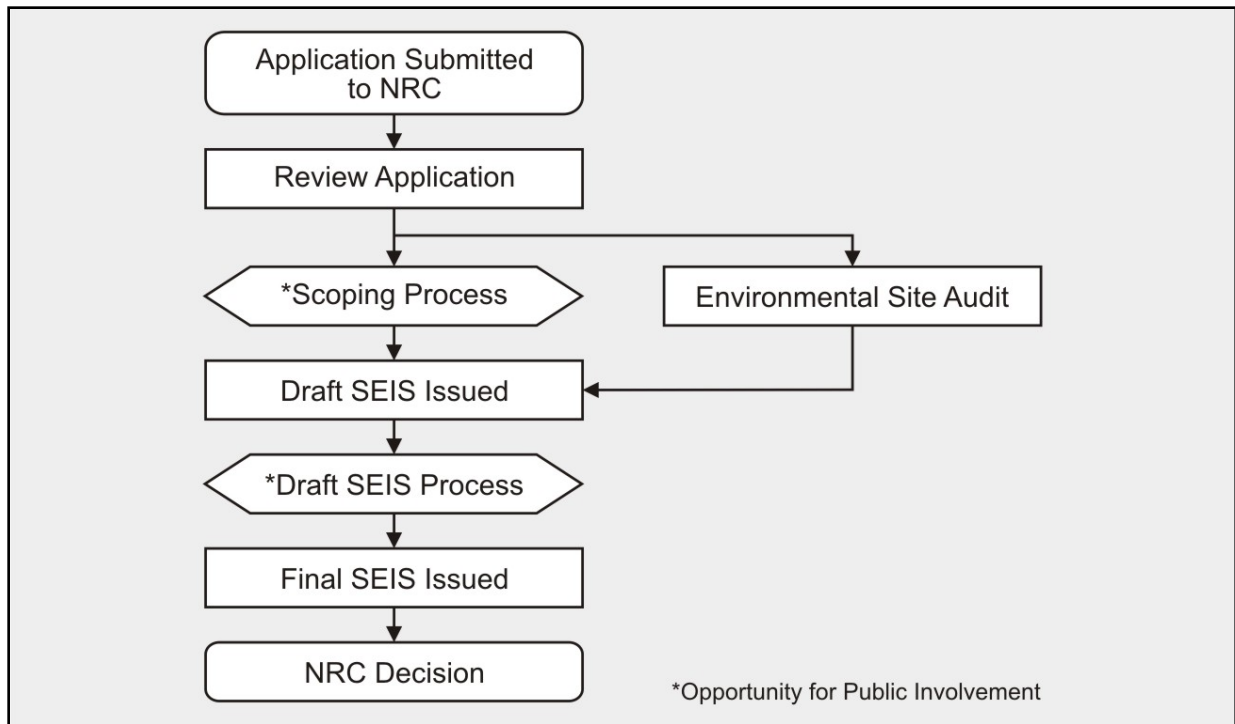 Application Submitted
to NRC
Review Application
*Scoping Process
Environmental Site Audit
Draft SEIS Issued
*Draft SEIS Process
Final SEIS Issued
NRC Decision
*Opportunity for Public Involvement